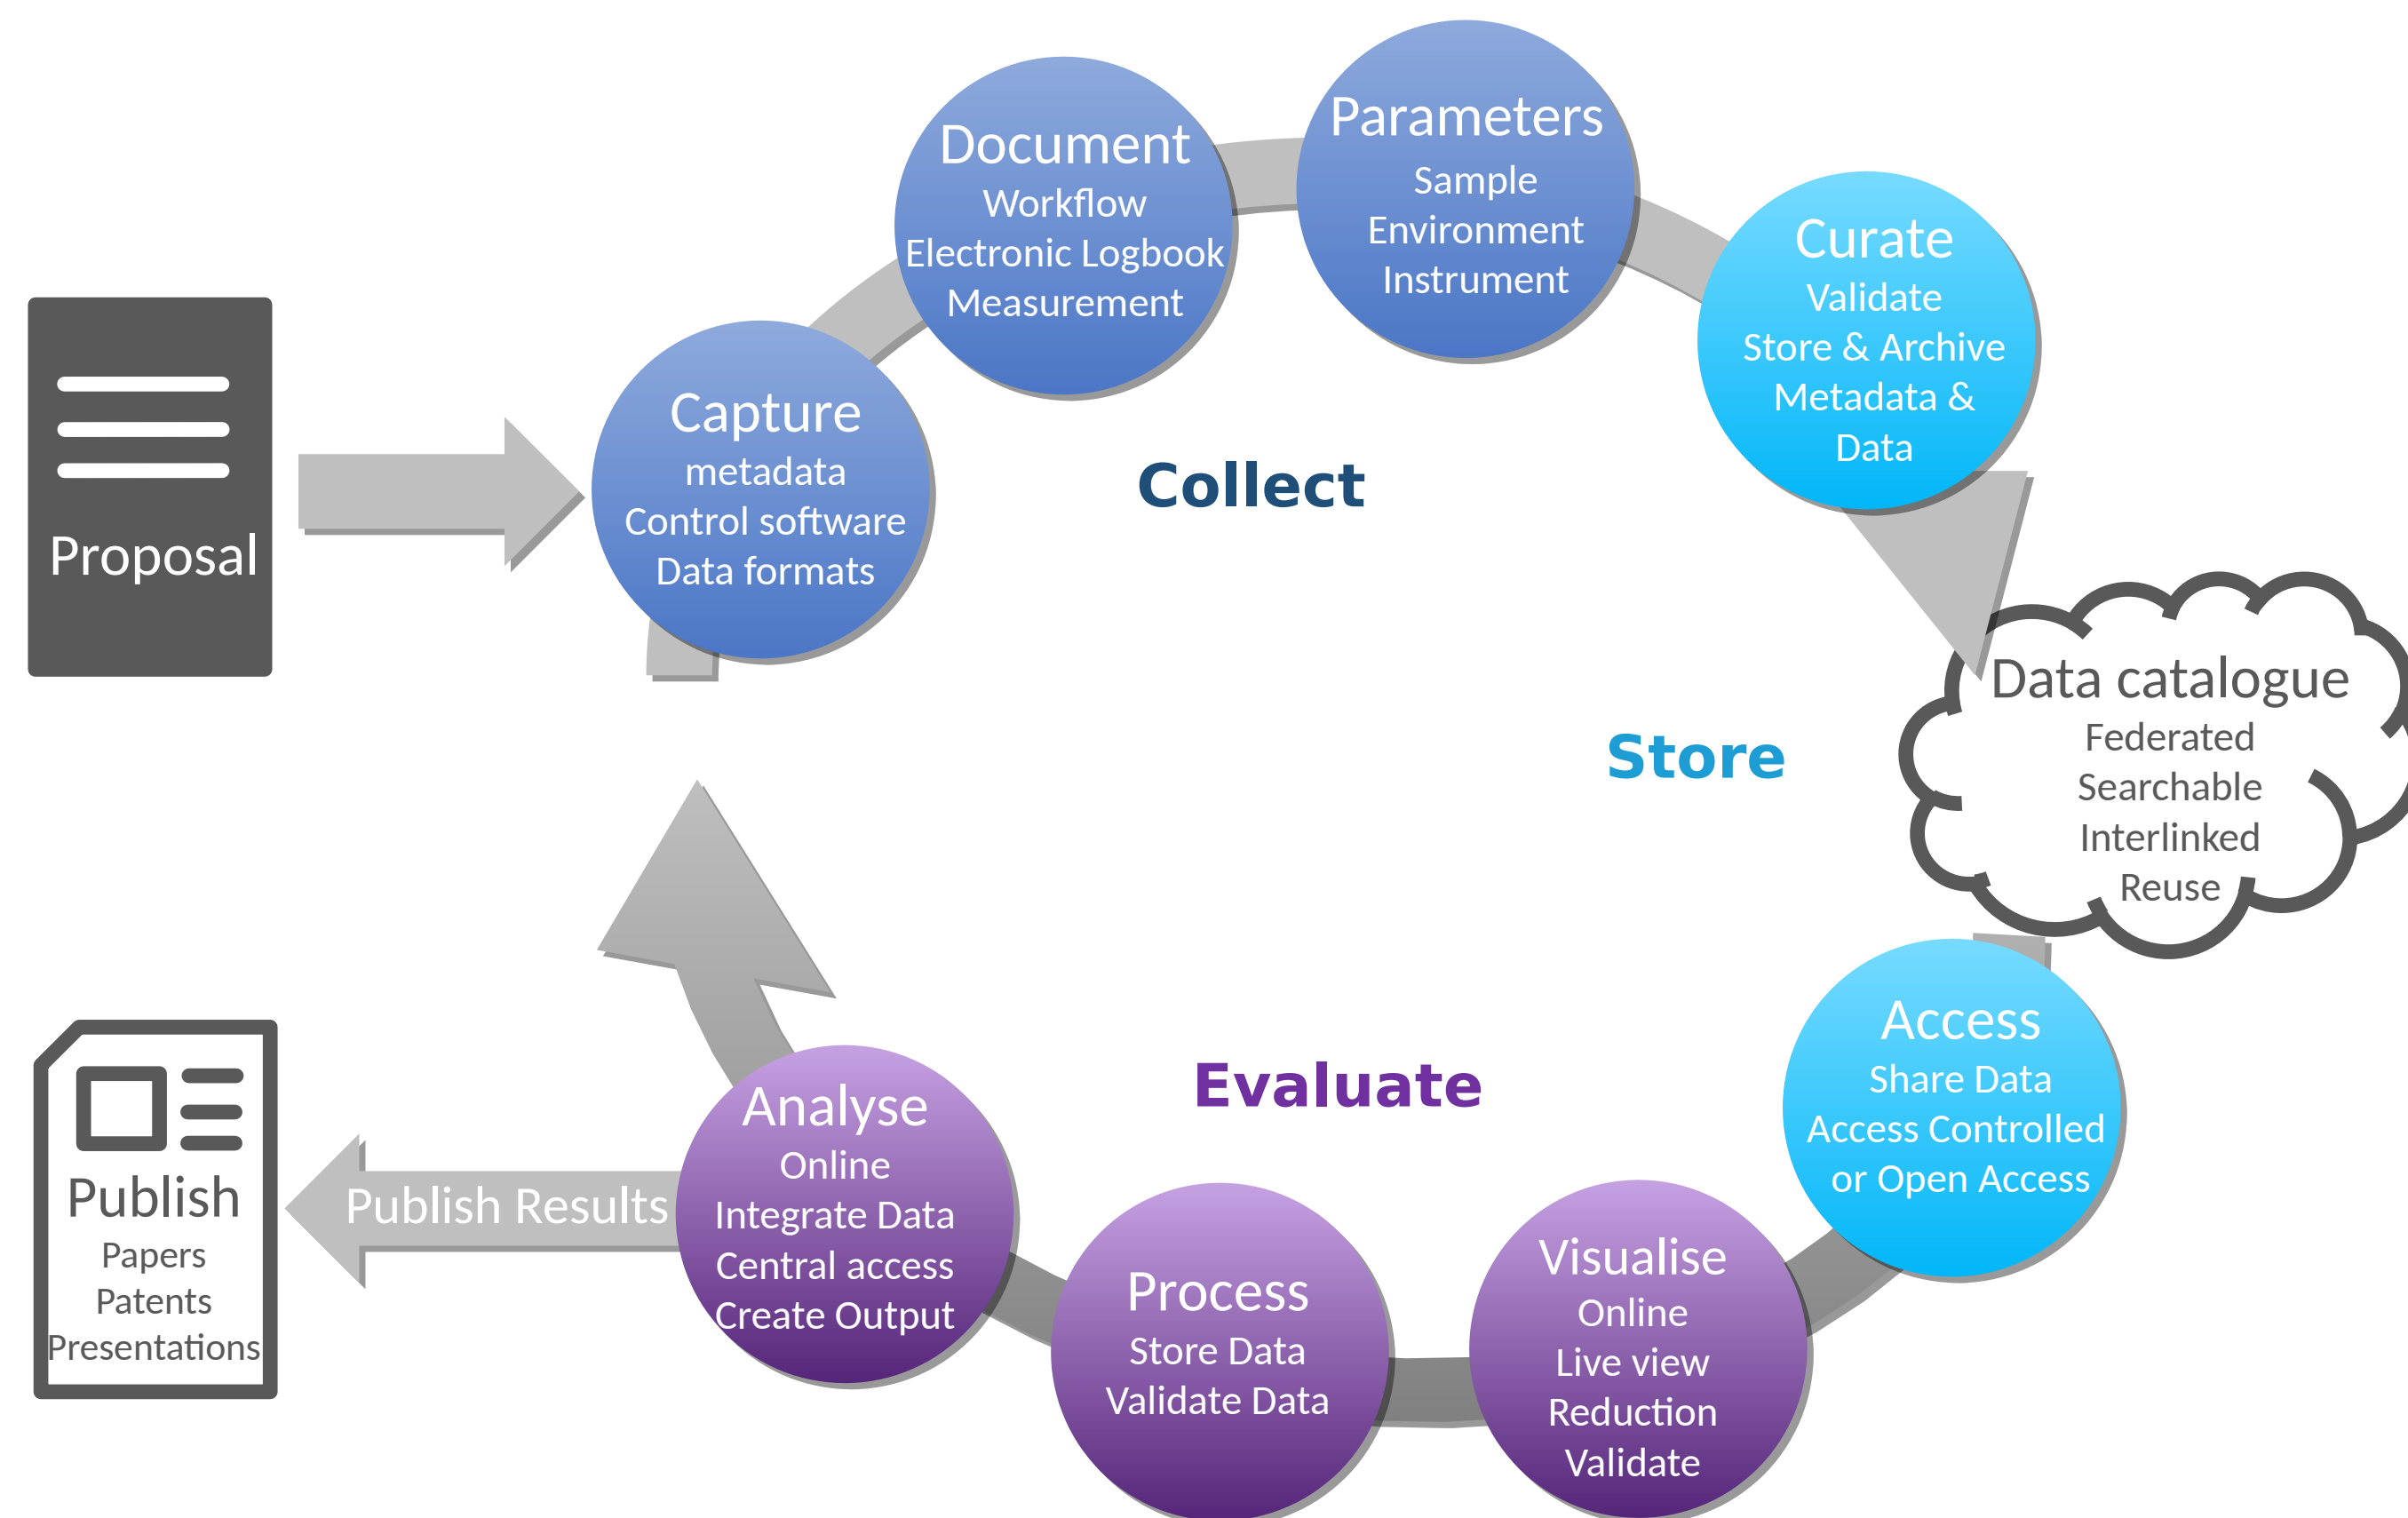 Proposal
Capture
metadata
Control software
Data formats
Document
Workflow
Electronic Logbook
Measurement
Parameters
Sample
Environment
Instrument
Curate
Validate
Store & Archive
Metadata &
Data
Collect
Store
Data catalogue
Federated
Searchable
Interlinked
Reuse
Access
Share Data
Access Controlled
or Open Access
Evaluate
Visualise
Online
Live view
Reduction
Validate
Process
Store Data
Validate Data
Analyse
Online
Integrate Data
Central access
Create Output
Publish Results
Publish
Papers
Patents
Presentations